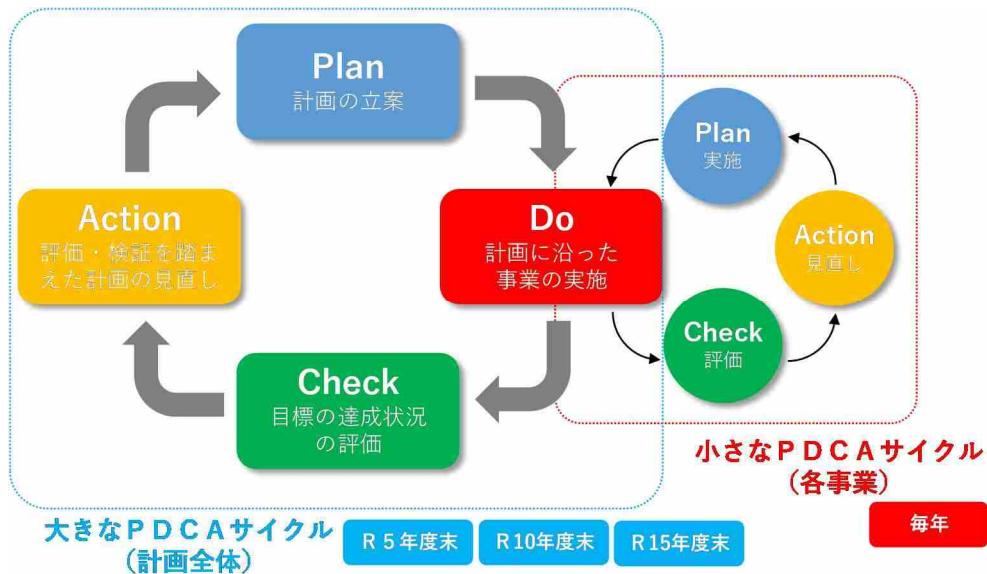 Plan
計画の立案
Do
計画に沿った
事業の実施
Check
目標の達成状況
の評価
Action
評価・検証を踏ま
えた計画の見直し
Plan
実施
Check
評価
Action
見直し
小さなＰＤＣＡサイクル
（各事業）
毎年
大きなＰＤＣＡサイクル
（計画全体）
Ｒ５年度末
Ｒ10年度末
Ｒ15年度末